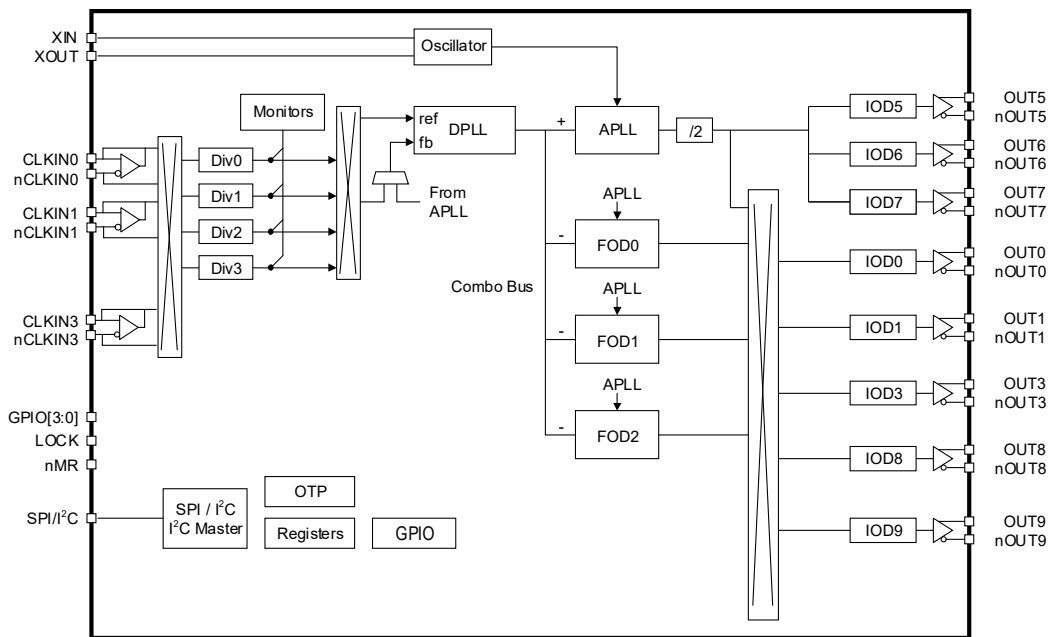 XIN
XOUT
Oscillator
Monitors
ref
fb
DPLL
+
APLL
/2
IOD5
OUT5
nOUT5
CLKIN0
nCLKIN0
Div0
IOD6
OUT6
nOUT6
CLKIN1
nCLKIN1
Div1
From
APLL
APLL
IOD7
OUT7
nOUT7
Div2
-
FOD0
Div3
Combo Bus
IOD0
OUT0
nOUT0
APLL
CLKIN3
nCLKIN3
-
FOD1
IOD1
OUT1
nOUT1
APLL
IOD3
OUT3
nOUT3
GPIO[3:0]
LOCK
nMR
-
FOD2
IOD8
OUT8
nOUT8
SPI/I²C
SPI / I²C
I²C Master
OTP
Registers
GPIO
IOD9
OUT9
nOUT9